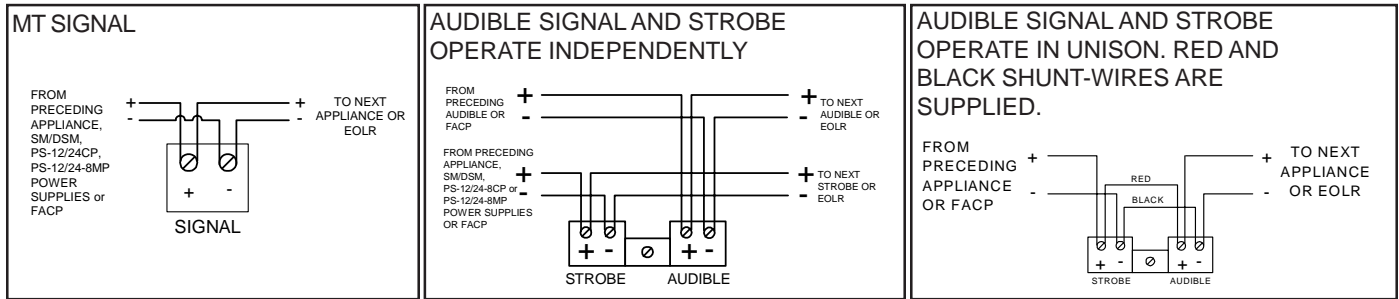 MT SIGNAL
FROM
PRECEDING
APPLIANCE,
SM/DSM,
PS-12/24CP,
PS-12/24-8MP
POWER
SUPPLIES or
FACP
+
-
+
-
TO NEXT
APPLIANCE OR
EOLR
+ -
SIGNAL
AUDIBLE SIGNAL AND STROBE
OPERATE INDEPENDENTLY
FROM
PRECEDING
AUDIBLE OR
FACP
+
-
+
-
TO NEXT
AUDIBLE OR
EOLR
FROM PRECEDING
APPLIANCE,
SM/DSM,
PS-12/24-8CP or
PS-12/24-8MP
POWER SUPPLIES
OR FACP
+
-
+
-
TO NEXT
STROBE OR
EOLR
+ - + -
STROBE AUDIBLE
AUDIBLE SIGNAL AND STROBE
OPERATE IN UNISON. RED AND
BLACK SHUNT-WIRES ARE
SUPPLIED.
FROM
PRECEDING
APPLIANCE
OR FACP
+
-
RED
BLACK
+
-
TO NEXT
APPLIANCE
OR EOLR
+ - + -
STROBE AUDIBLE